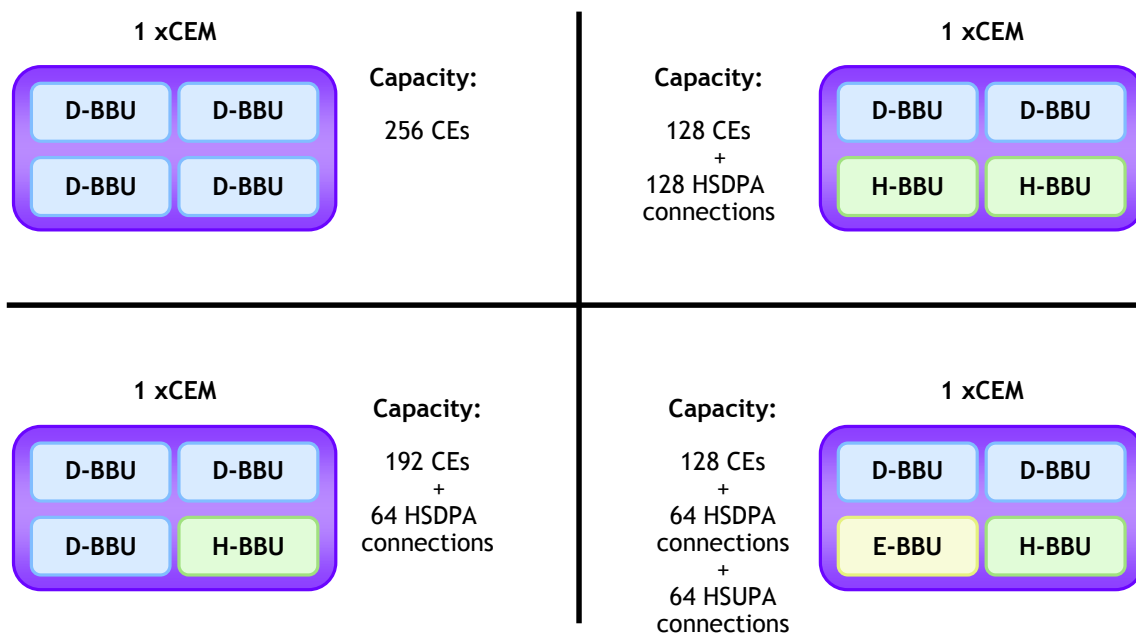 1 xCEM
D-BBU D-BBU
D-BBU D-BBU
Capacity:
256 CEs
1 xCEM
Capacity:
128 CEs
+
128 HSDPA
connections
D-BBU D-BBU
H-BBU H-BBU
1 xCEM
D-BBU D-BBU
D-BBU H-BBU
Capacity:
192 CEs
+
64 HSDPA
connections
1 xCEM
Capacity:
128 CEs
+
64 HSDPA
connections
+
64 HSUPA
connections
D-BBU D-BBU
E-BBU H-BBU